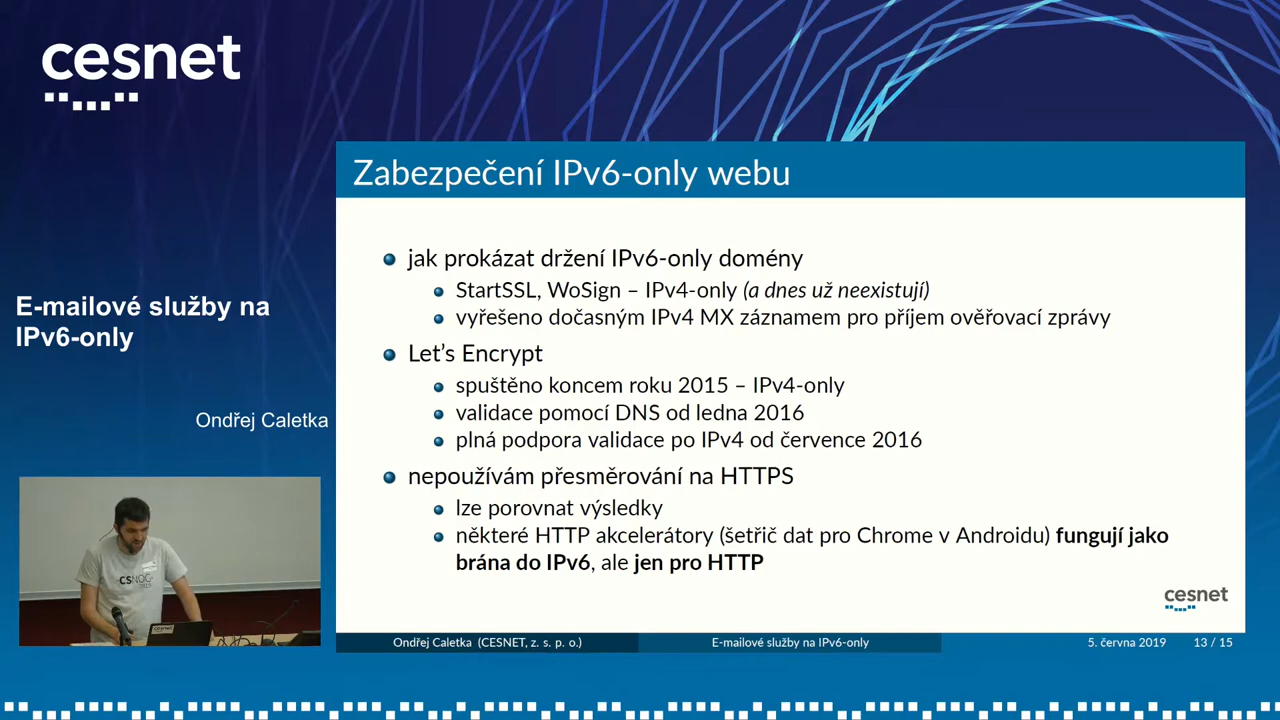 cesnet
E-mailové služby na
IPv6-only
Ondřej Caletka
Zabezpečení IPv6-only webu
jak prokázat držení IPv6-only domény
StartSSL, WoSign – IPv4-only (a dnes už neexistují)
vyřešeno dočasným IPv4 MX záznamem pro příjem ověřovací zprávy
Let's Encrypt
spuštěno koncem roku 2015 – IPv4-only
validace pomocí DNS od ledna 2016
plná podpora validace po IPv4 od července 2016
nepoužívám přesměrování na HTTPS
lze porovnat výsledky
některé HTTP akcelerátory (šetřič dat pro Chrome v Androidu) fungují jako
brána do IPv6, ale jen pro HTTP
cesnet
Ondřej Caletka (CESNET, z. s. p. o.)
E-mailové služby na IPv6-only
5. června 2019
13 / 15
CSNOG